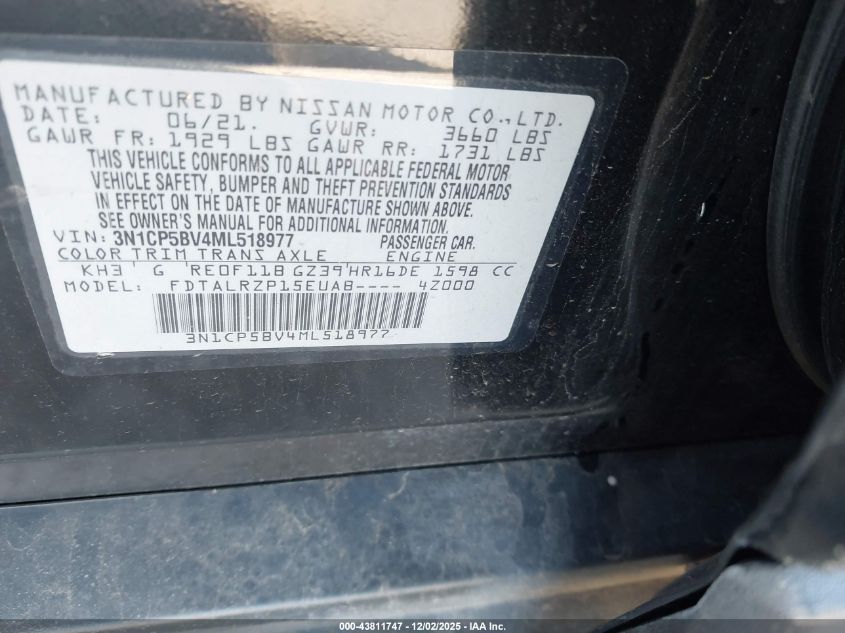 MANUFACTURED BY NISSAN MOTOR CO.,LTD.
DATE: 06/21. GVWR: 3660 LBS
GAWR FR: 1929 LBS GAWR RR: 1731 LBS
THIS VEHICLE CONFORMS TO ALL APPLICABLE FEDERAL MOTOR
VEHICLE SAFETY, BUMPER AND THEFT PREVENTION STANDARDS
IN EFFECT ON THE DATE OF MANUFACTURE SHOWN ABOVE.
SEE OWNER'S MANUAL FOR ADDITIONAL INFORMATION.
VIN: 3N1CP5BV4ML518977 PASSENGER CAR.
COLOR TRIM TRANS AXLE ENGINE
KH3 G RE0F11B GZ39 HR16DE 1598 CC
MODEL: FDTALRZP15EUAB---- 4Z000
3N1CP5BV4ML518977
000-43811747 - 12/02/2025 - IAA Inc.